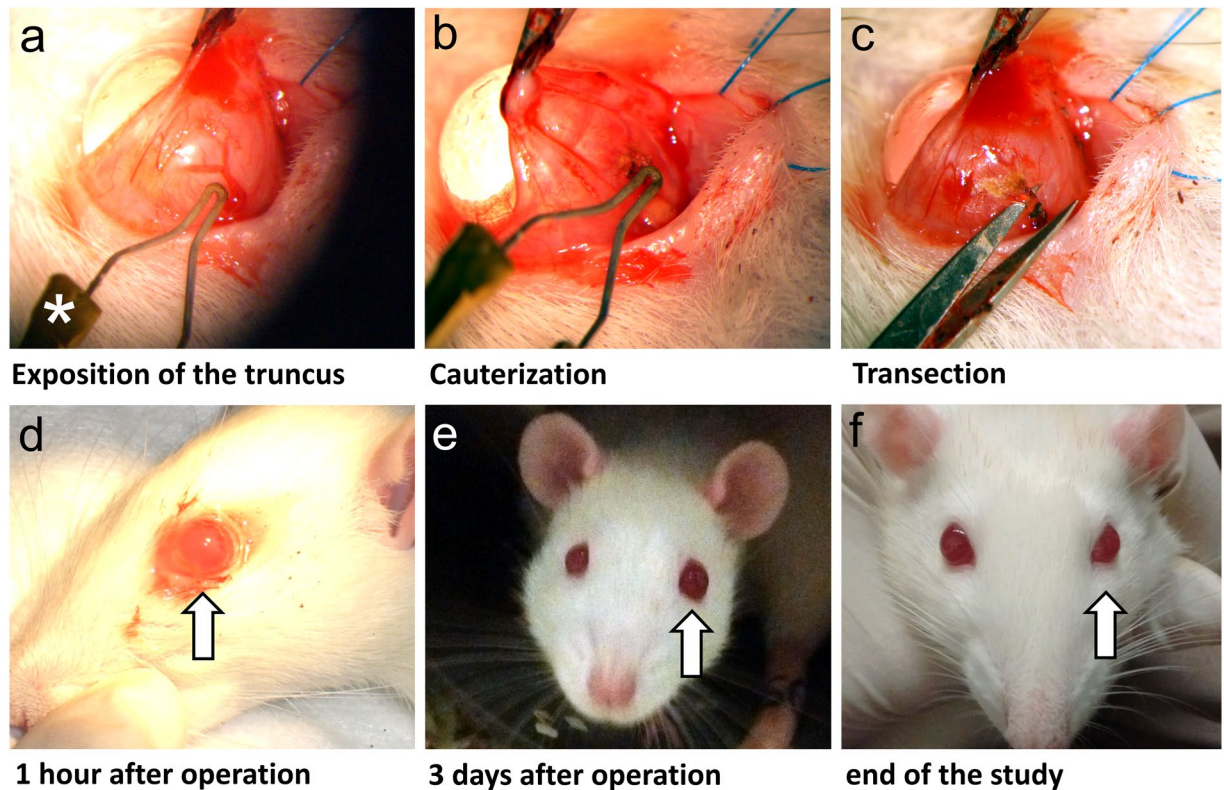 a
b
c
*
Exposition of the truncus
Cauterization
Transection
d
e
f
1 hour after operation
3 days after operation
end of the study